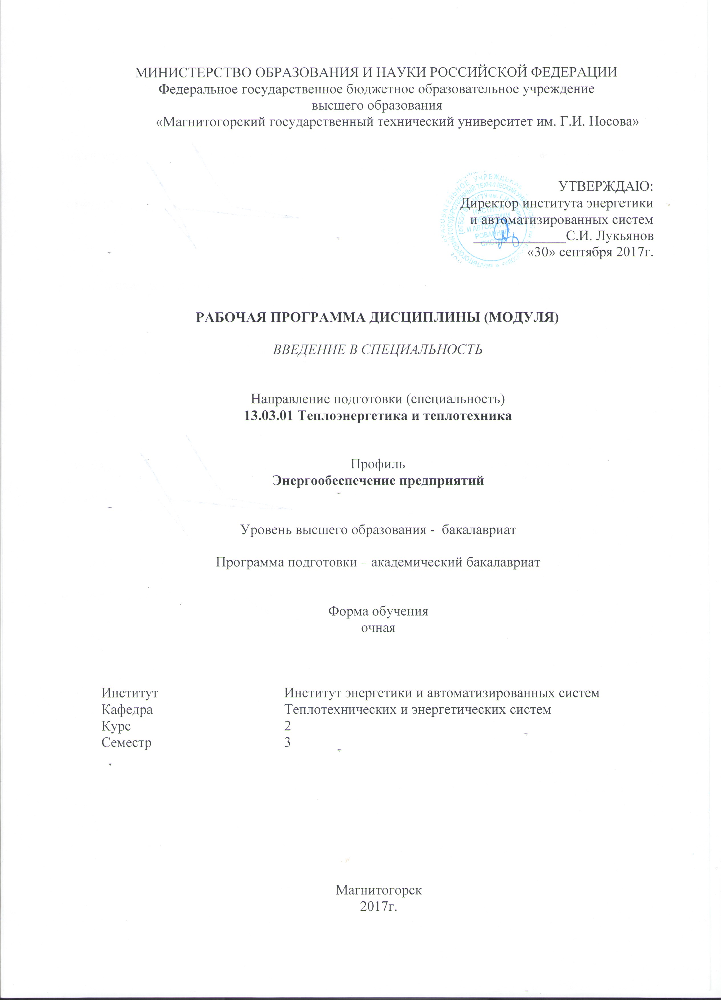 МИНИСТЕРСТВО ОБРАЗОВАНИЯ И НАУКИ РОССИЙСКОЙ ФЕДЕРАЦИИ
Федеральное государственное бюджетное образовательное учреждение
высшего образования
«Магнитогорский государственный технический университет им. Г.И. Носова»
УТВЕРЖДАЮ:
Директор института энергетики
и автоматизированных систем
С.И. Лукьянов
«30» сентября 2017г.
РАБОЧАЯ ПРОГРАММА ДИСЦИПЛИНЫ (МОДУЛЯ)
ВВЕДЕНИЕ В СПЕЦИАЛЬНОСТЬ
Направление подготовки (специальность)
13.03.01 Теплоэнергетика и теплотехника
Профиль
Энергообеспечение предприятий
Уровень высшего образования - бакалавриат
Программа подготовки – академический бакалавриат
Форма обучения
очная
Институт Институт энергетики и автоматизированных систем
Кафедра Теплотехнических и энергетических систем
Курс 2
Семестр 3
Магнитогорск
2017г.